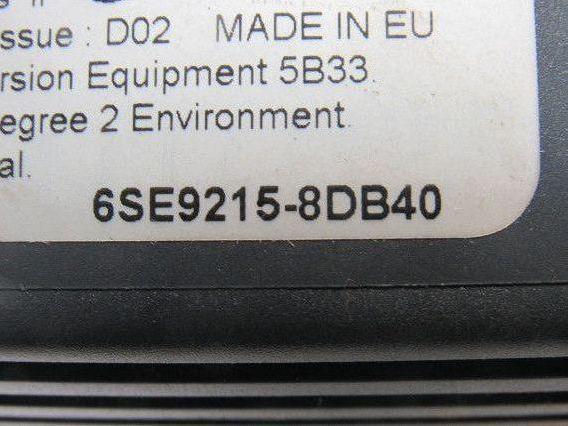 ssue : D02 MADE IN EU
rsion Equipment 5B33.
egree 2 Environment.
al.
6SE9215-8DB40